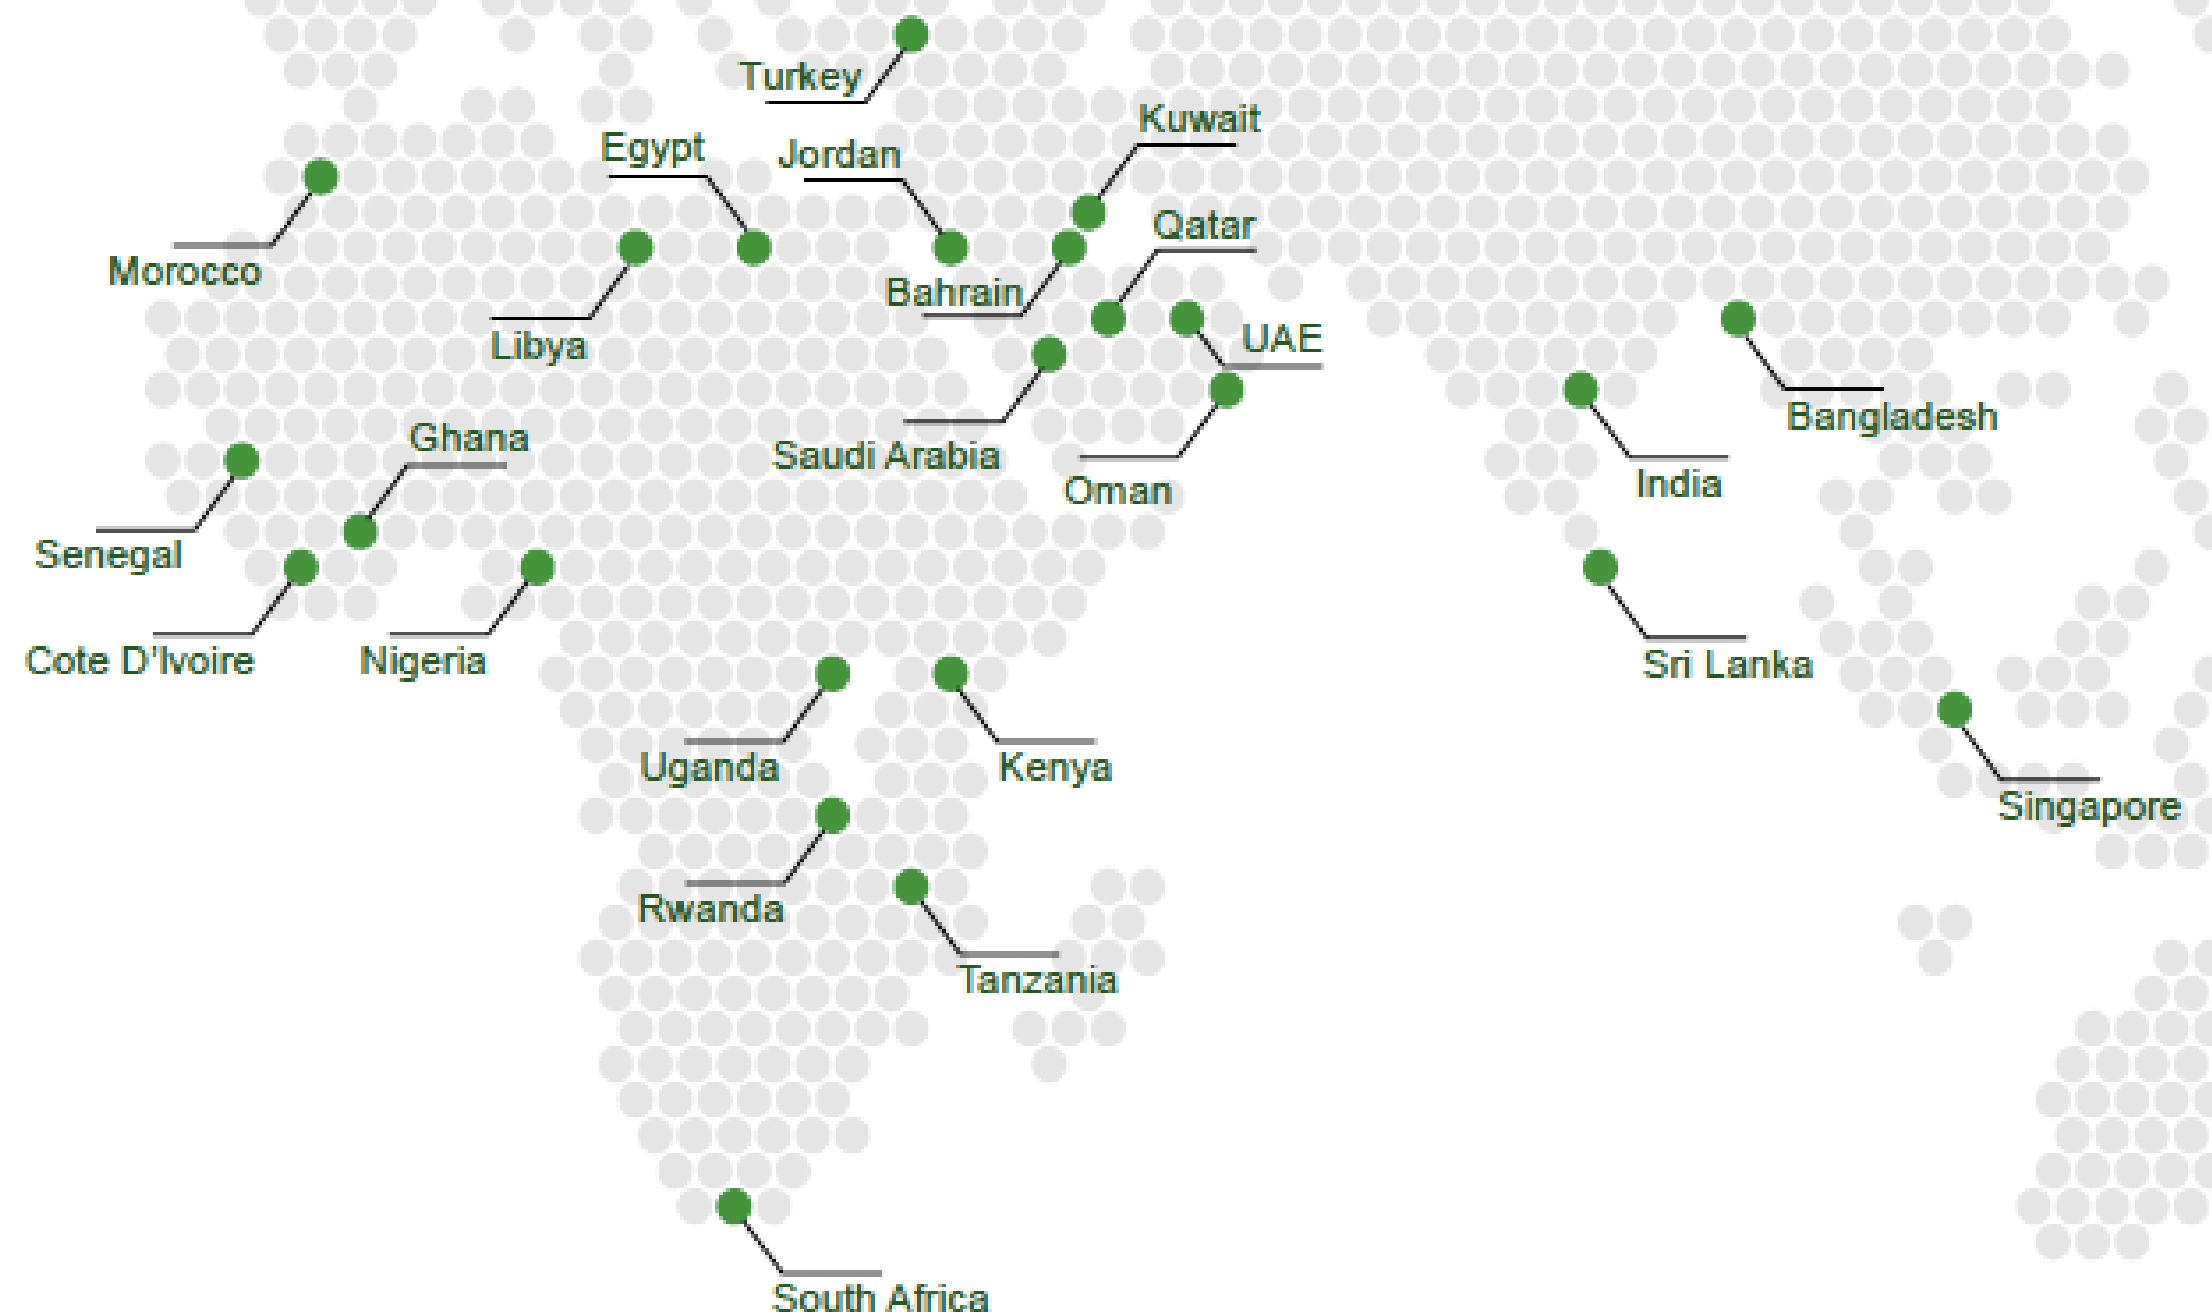 Turkey
Kuwait
Egypt
Jordan
Qatar
Morocco
Bahrain
Libya
UAE
Bangladesh
Ghana
Saudi Arabia
India
Oman
Senegal
Cote D'Ivoire
Nigeria
Sri Lanka
Uganda
Kenya
Singapore
Rwanda
Tanzania
South Africa